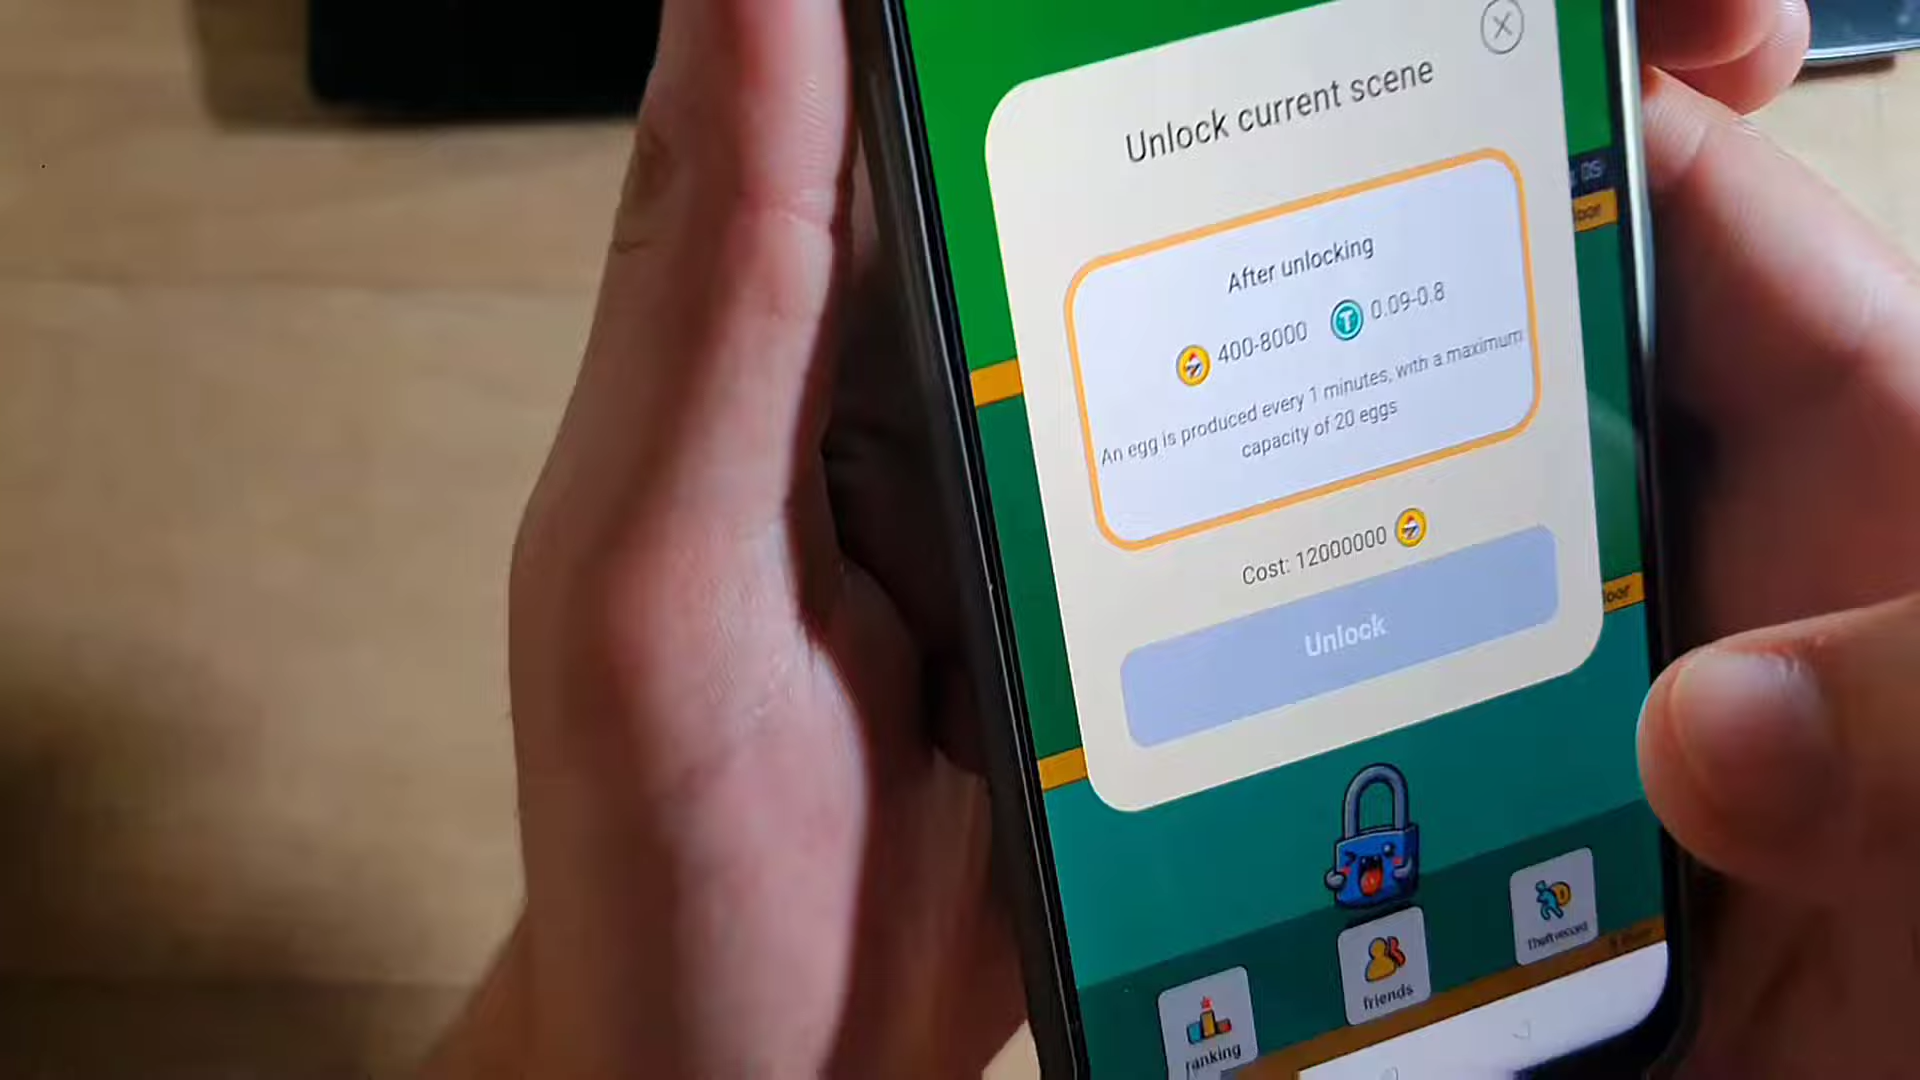 Unlock current scene
After unlocking
400-8000 0.09-0.8
An egg is produced every 1 minutes, with a maximum
capacity of 20 eggs
Cost: 12000000
Unlock
Theft record
friends
ranking